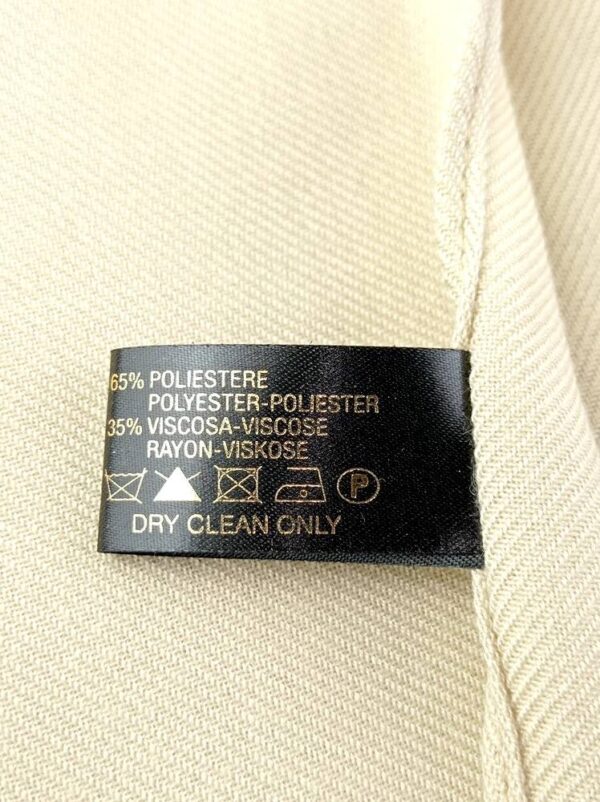 65% POLIESTERE
POLYESTER-POLIESTER
35% VISCOSA-VISCOSE
RAYON-VISKOSE
P
DRY CLEAN ONLY